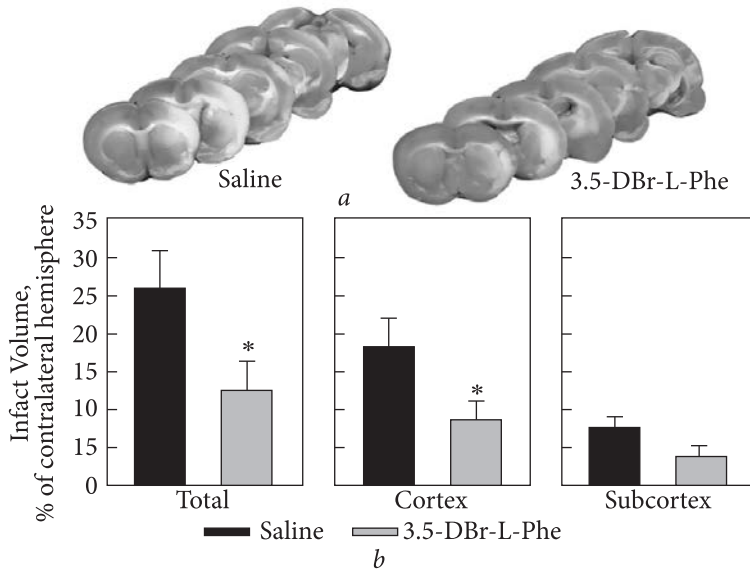 Saline
3.5-DBr-L-Phe
a
Infact Volume,
% of contralateral hemisphere
35
30
25
20
15
10
15
0
*
*
Total
Cortex
Subcortex
Saline
3.5-DBr-L-Phe
b